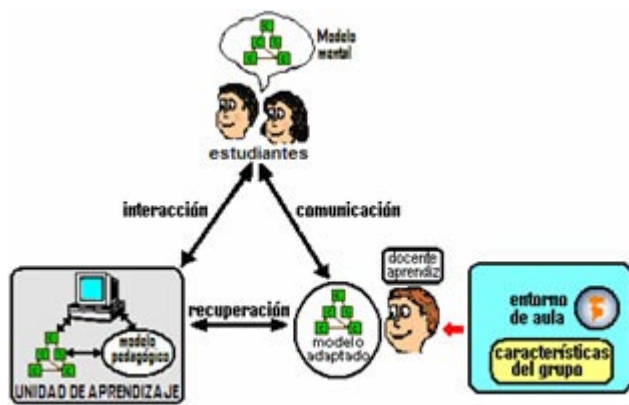 Modelo
mental
estudiantes
interacción
comunicación
docente
aprendiz
recuperación
modelo
adaptado
entorno
de aula
características
del grupo
modelo
pedagógico
UNIDAD DE APRENDIZAJE